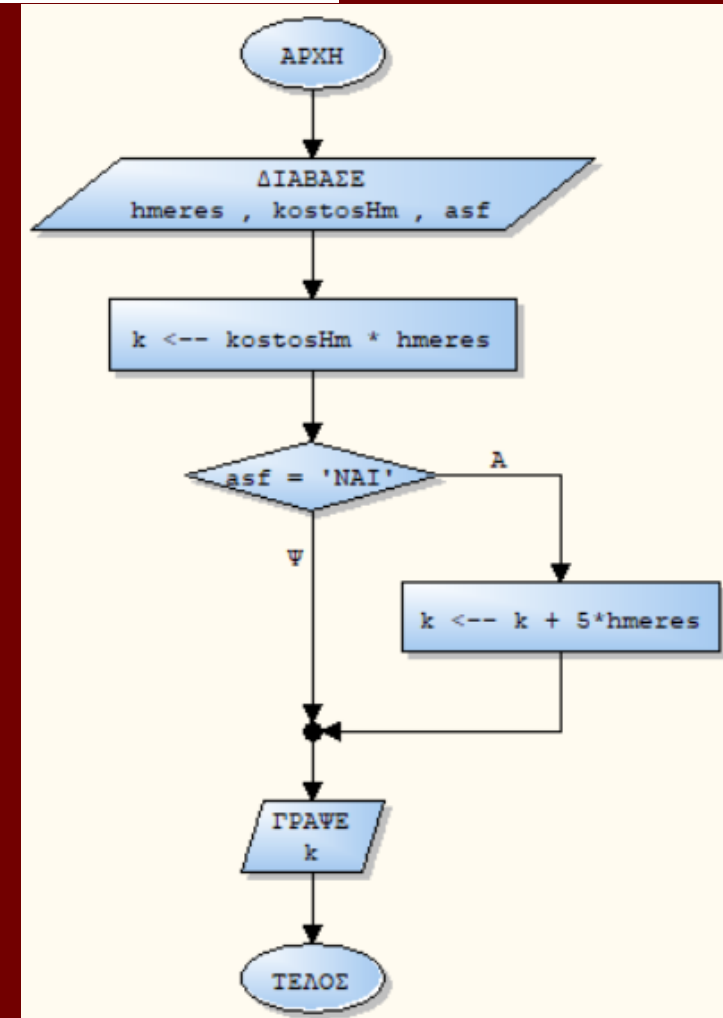 ΑΡΧΗ
ΔΙΑΒΑΣΕ
hmeres , kostosHm , asf
k <-- kostosHm * hmeres
asf = 'ΝΑΙ'
Α
Ψ
k <-- k + 5*hmeres
ΓΡΑΨΕ
k
ΤΕΛΟΣ